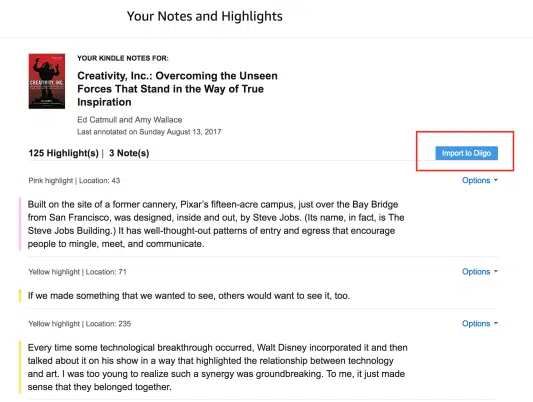 Your Notes and Highlights
CREATIVITY, INC.
YOUR KINDLE NOTES FOR:
Creativity, Inc.: Overcoming the Unseen
Forces That Stand in the Way of True
Inspiration
Ed Catmull and Amy Wallace
Last annotated on Sunday August 13, 2017
125 Highlight(s) | 3 Note(s)
Import to Diigo
Pink highlight | Location: 43
Options
Built on the site of a former cannery, Pixar’s fifteen-acre campus, just over the Bay Bridge
from San Francisco, was designed, inside and out, by Steve Jobs. (Its name, in fact, is The
Steve Jobs Building.) It has well-thought-out patterns of entry and egress that encourage
people to mingle, meet, and communicate.
Yellow highlight | Location: 71
Options
If we made something that we wanted to see, others would want to see it, too.
Yellow highlight | Location: 235
Options
Every time some technological breakthrough occurred, Walt Disney incorporated it and then
talked about it on his show in a way that highlighted the relationship between technology
and art. I was too young to realize such a synergy was groundbreaking. To me, it just made
sense that they belonged together.